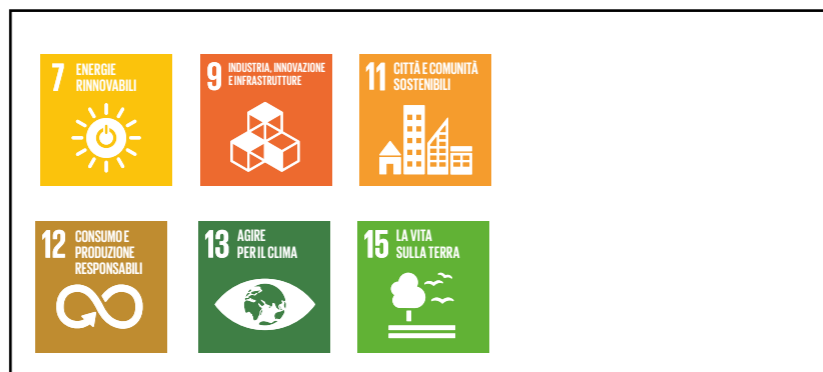 7 ENERGIE
RINNOVABILI
9 INDUSTRIA, INNOVAZIONE
E INFRASTRUTTURE
11 CITTÀ E COMUNITÀ
SOSTENIBILI
12 CONSUMO E
PRODUZIONE
RESPONSABILI
13 AGIRE
PER IL CLIMA
15 LA VITA
SULLA TERRA